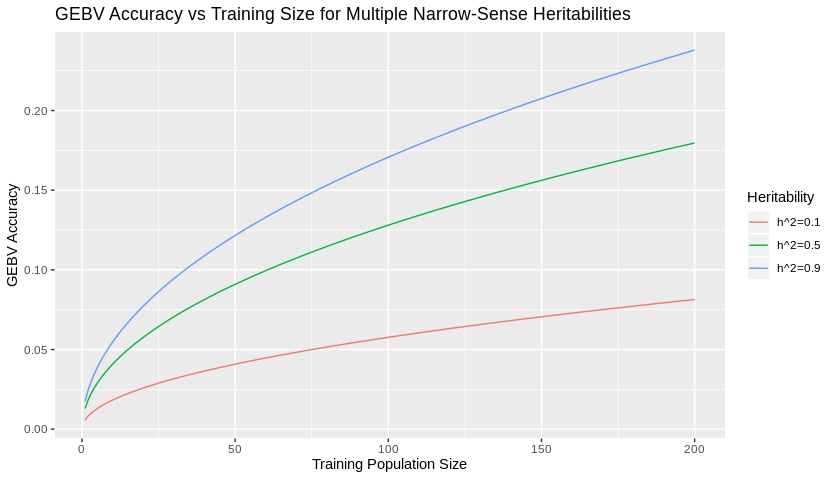 GEBV Accuracy vs Training Size for Multiple Narrow-Sense Heritabilities
GEBV Accuracy
0.20
0.15
0.10
0.05
0.00
0
50
100
150
200
Training Population Size
Heritability
h^2=0.1
h^2=0.5
h^2=0.9